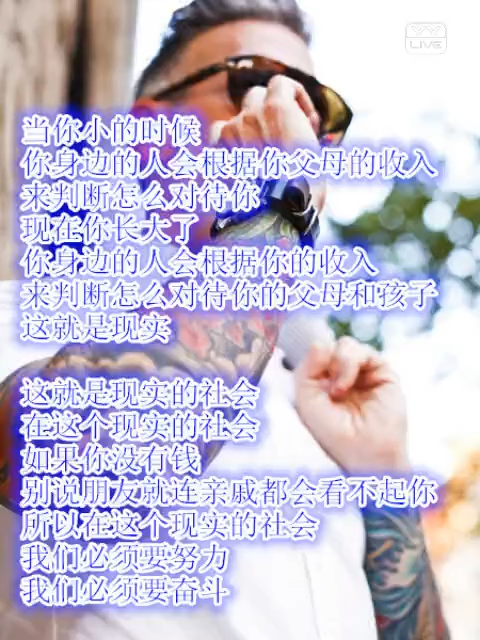 LIVE
当你小的时候
你身边的人会根据你父母的收入
来判断怎么对待你
现在你长大了
你身边的人会根据你的收入
来判断怎么对待你的父母和孩子
这就是现实
这就是现实的社会
在这个现实的社会
如果你没有钱
别说朋友就连亲戚都会看不起你
所以在这个现实的社会
我们必须要努力
我们必须要奋斗